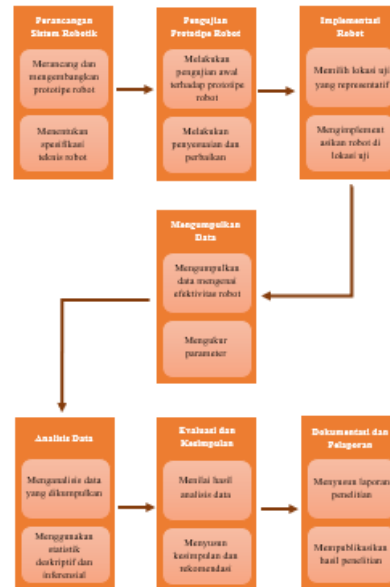 Perancangan
Sistem Robotik
Merancang dan
mengembangkan
prototipe robot
Menentukan
spesifikasi
teknis robot
Pengujian
Prototipe Robot
Melakukan
pengujian awal
terhadap prototipe
robot
Melakukan
penyesuaian dan
perbaikan
Implementasi
Robot
Memilih lokasi uji
yang representatif
Mengimplement
asikan robot di
lokasi uji
Mengumpulkan
Data
Mengumpulkan
data mengenai
efektivitas robot
Mengukur
parameter
Analisis Data
Menganalisis data
yang dikumpulkan
Menggunakan
statistik
deskriptif dan
inferensial
Evaluasi dan
Kesimpulan
Menilai hasil
analisis data
Menyusun
kesimpulan dan
rekomendasi
Dokumentasi dan
Pelaporan
Menyusun laporan
penelitian
Mempublikasikan
hasil penelitian